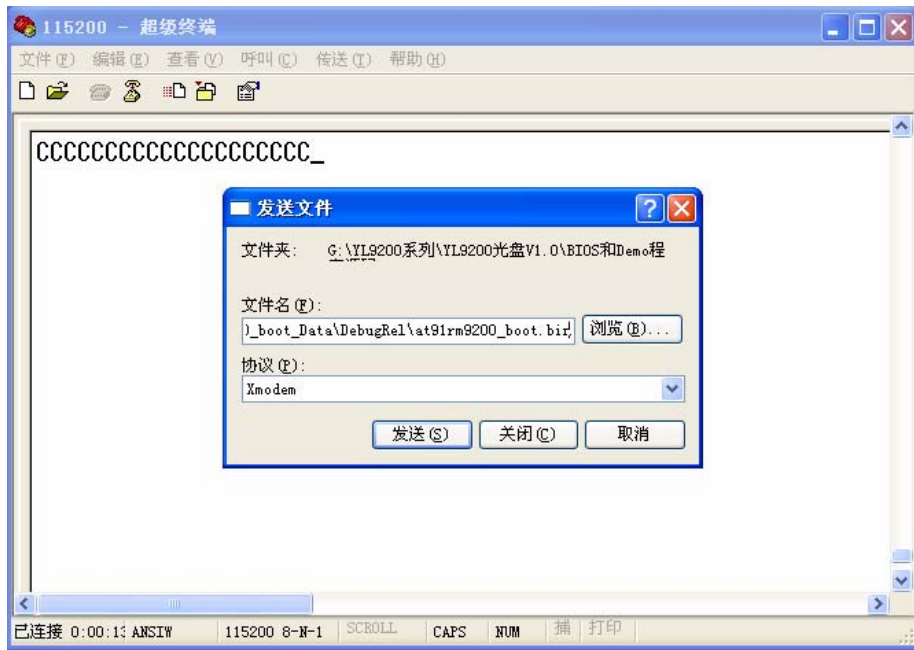 115200 - 超级终端
文件(F) 编辑(E) 查看(V) 呼叫(C) 传送(T) 帮助(H)
CCCCCCCCCCCCCCCCCCCC_
发送文件
文件夹: G:\YL9200系列\YL9200光盘V1.0\BIOS和Demo程
文件名(F):
)_boot_Data\DebugRel\at91rm9200_boot.bin 浏览(B)...
协议(P):
Xmodem
发送(S) 关闭(C) 取消
已连接 0:00:13 ANSIW 115200 8-N-1 SCROLL CAPS NUM 捕 打印